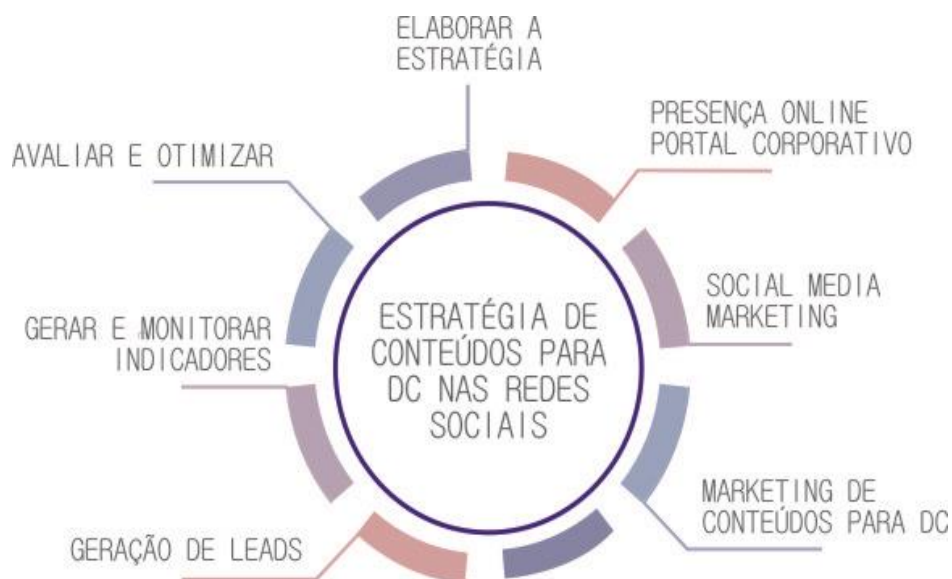 ELABORAR A
ESTRATÉGIA
PRESENÇA ONLINE
PORTAL CORPORATIVO
SOCIAL MEDIA
MARKETING
MARKETING DE
CONTEÚDOS PARA DC
GERAÇÃO DE LEADS
GERAR E MONITORAR
INDICADORES
AVALIAR E OTIMIZAR
ESTRATÉGIA DE
CONTEÚDOS PARA
DC NAS REDES
SOCIAIS